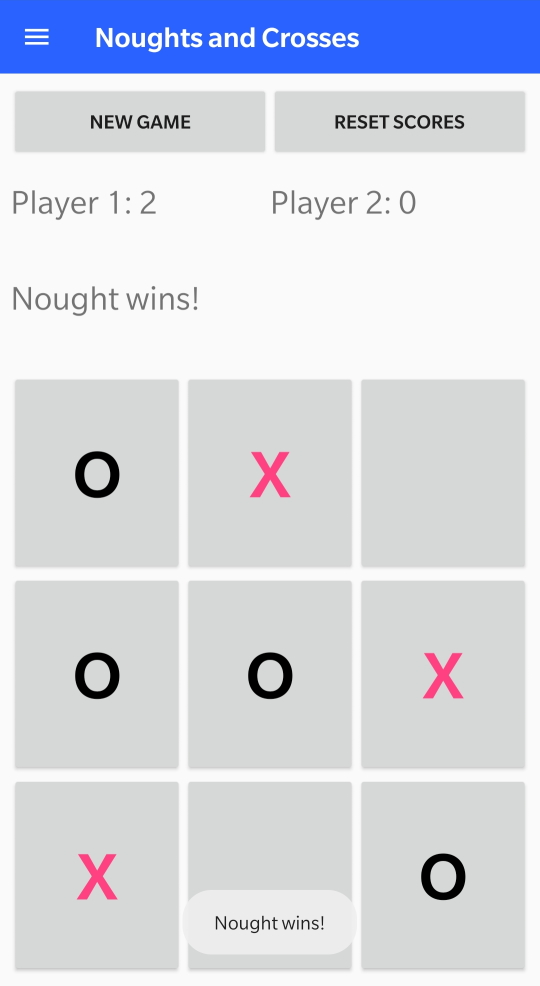 Noughts and Crosses
NEW GAME RESET SCORES
Player 1: 2 Player 2: 0
Nought wins!
O X
O O X
X O
Nought wins!